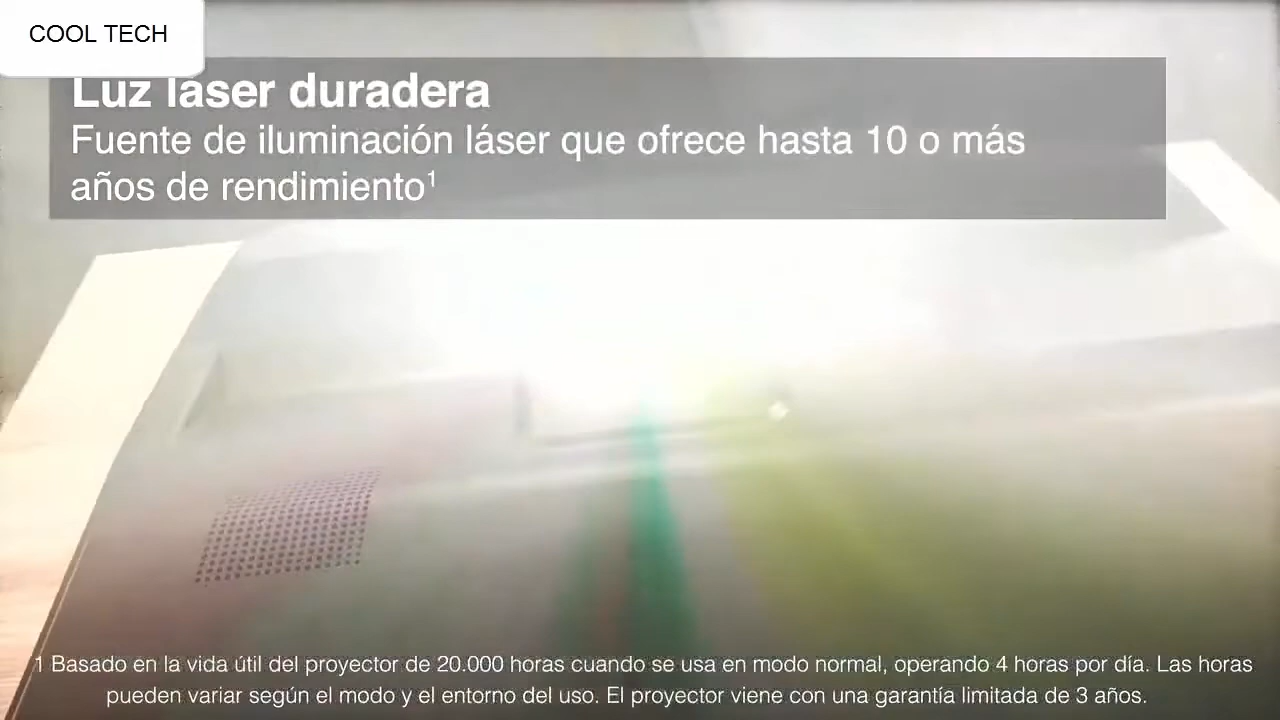 COOL TECH
Luz láser duradera
Fuente de iluminación láser que ofrece hasta 10 o más
años de rendimiento¹
1 Basado en la vida útil del proyector de 20.000 horas cuando se usa en modo normal, operando 4 horas por día. Las horas
pueden variar según el modo y el entorno del uso. El proyector viene con una garantía limitada de 3 años.